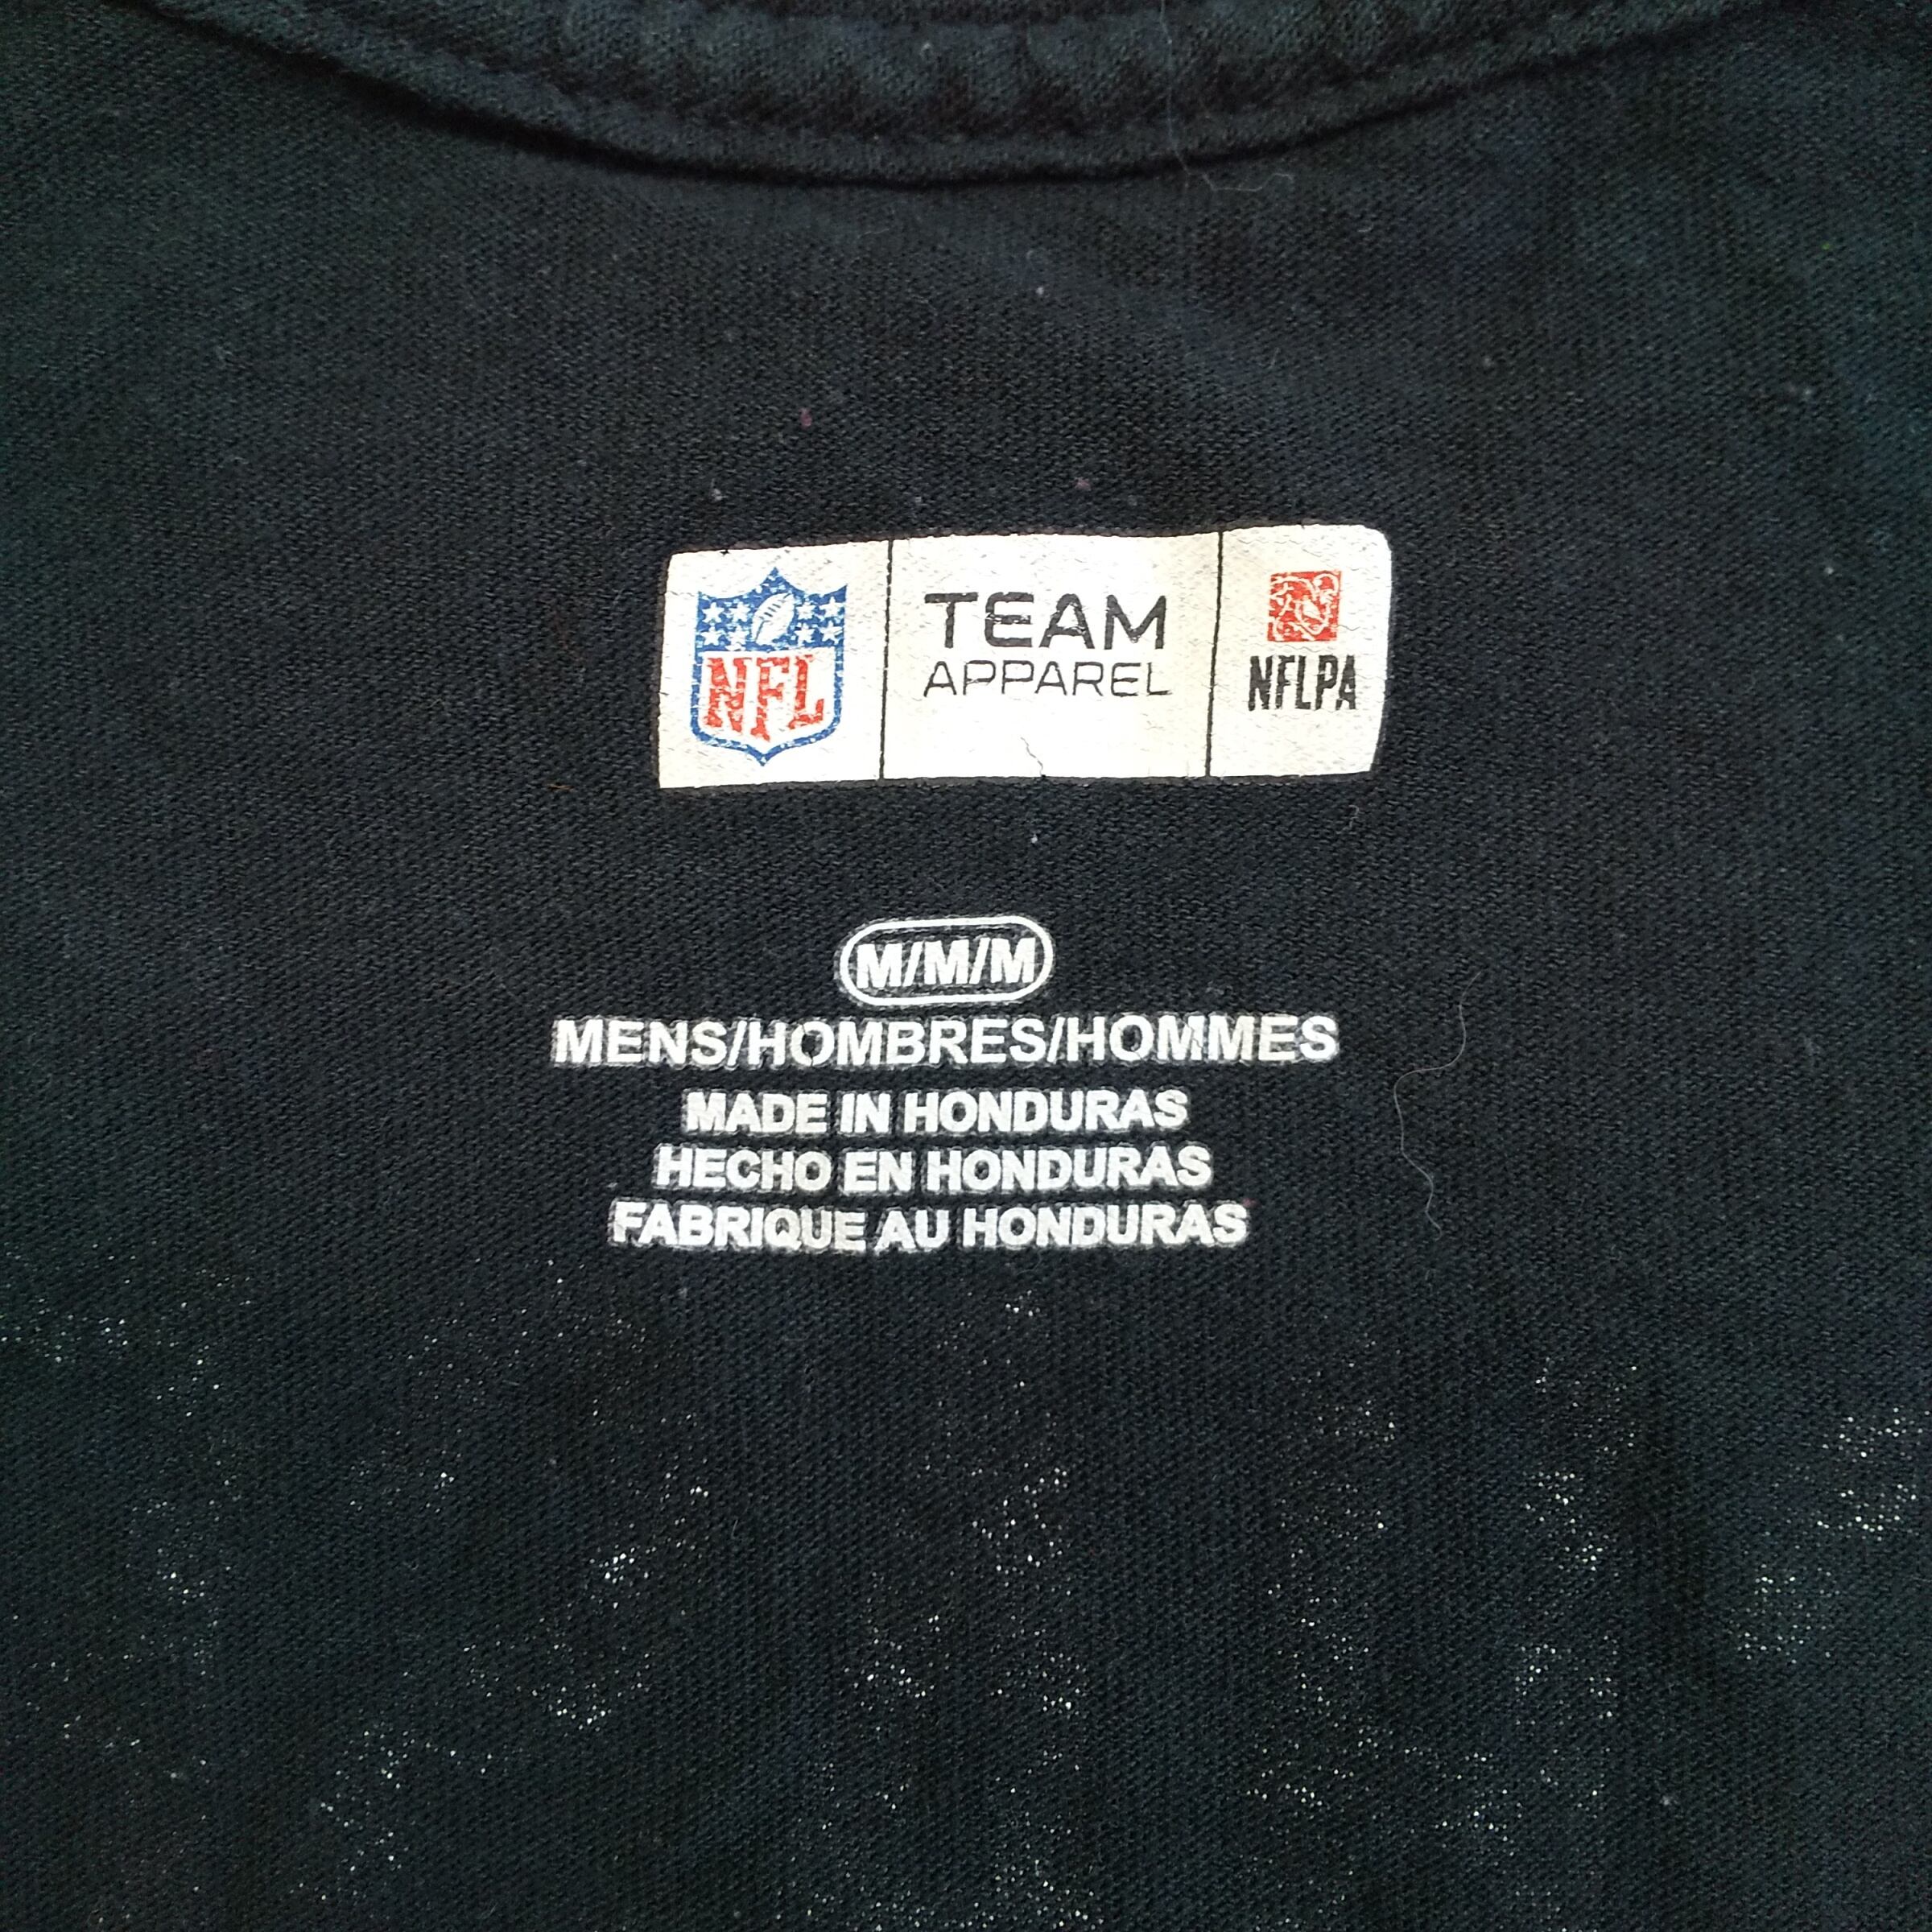 NFL
TEAM
APPAREL
NFLPA
M/M/M
MENS/HOMBRES/HOMMES
MADE IN HONDURAS
HECHO EN HONDURAS
FABRIQUE AU HONDURAS